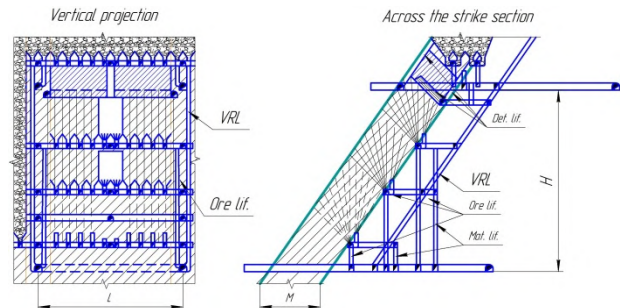 Vertical projection
Across the strike section
VRL
Ore lif.
L
Det. lif.
VRL
Ore lif.
Mat. lif.
H
M